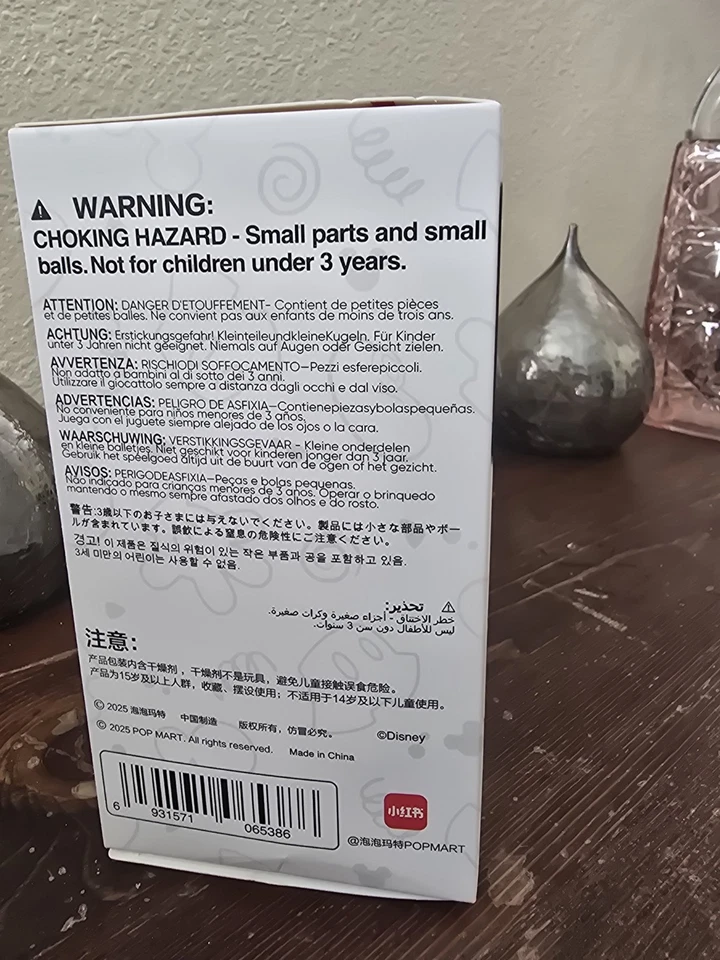 ⚠ WARNING:
CHOKING HAZARD - Small parts and small
balls. Not for children under 3 years.
ATTENTION: DANGER D'ETOUFFEMENT- Contient de petites pièces
et de petites balles. Ne convient pas aux enfants de moins de trois ans.
ACHTUNG: Erstickungsgefahr! KleinteileundkleineKugeln. Für Kinder
unter 3 Jahren nicht geeignet. Niemals auf Augen oder Gesicht zielen.
AVVERTENZA: RISCHIODI SOFFOCAMENTO—Pezzi esferepiccoli.
Non adatto a bambini al di sotto dei 3 anni.
Utilizzare il giocattolo sempre a distanza dagli occhi e dal viso.
ADVERTENCIAS: PELIGRO DE ASFIXIA—Contienepiezasybolaspequeñas.
No conveniente para niños menores de 3 años.
Juega con el juguete siempre alejado de los ojos o la cara.
WAARSCHUWING: VERSTIKKINGSGEVAAR - Kleine onderdelen
en kleine balletjes. Niet geschikt voor kinderen jonger dan 3 jaar.
Gebruik het speelgoed altijd uit de buurt van de ogen of het gezicht.
AVISOS: PERIGODEASFIXIA—Peças e bolas pequenas.
Não indicado para crianças menores de 3 anos. Operar o brinquedo
mantendo o mesmo sempre afastado dos olhos e do rosto.
警告:3歳以下のお子さまには与えないでください。製品には小さな部品やボー
ルが含まれています。誤飲による窒息の危険性にご注意ください。
경고! 이 제품은 질식의 위험이 있는 작은 부품과 공을 포함하고 있음.
3세 미만의 어린이는 사용할 수 없음.
⚠ تحذير:
خطر الاختناق - أجزاء صغيرة وكرات صغيرة.
ليس للأطفال دون سن 3 سنوات.
注意:
产品包装内含干燥剂，干燥剂不是玩具，避免儿童接触误食危险。
产品为15岁及以上人群，收藏、摆设使用；不适用于14岁及以下儿童使用。
© 2025 泡泡玛特 中国制造 版权所有，仿冒必究。 ©Disney
© 2025 POP MART. All rights reserved. Made in China
6 931571 065386
小红书
@泡泡玛特POPMART